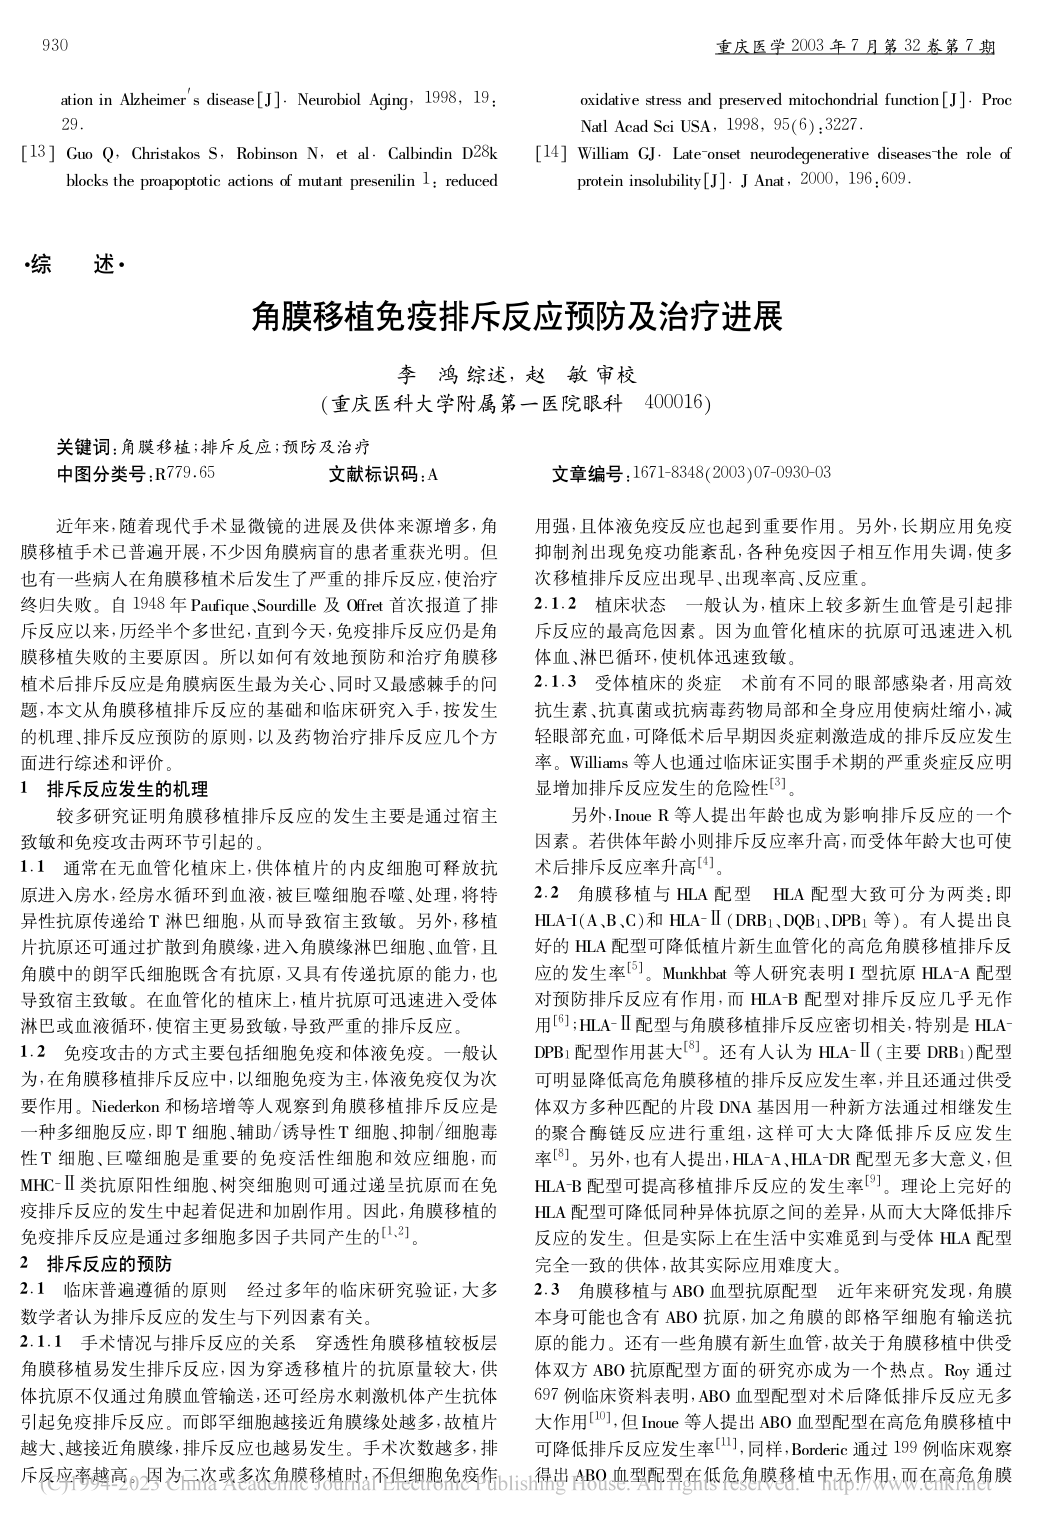 930
重庆医学 2003 年 7 月第 32 卷第 7 期
ation in Alzheimer's disease[J]. Neurobiol Aging, 1998, 19:
29.
[13] Guo Q, Christakos S, Robinson N, et al. Calbindin D28k
blocks the proapoptotic actions of mutant presenilin 1: reduced
oxidative stress and preserved mitochondrial function[J]. Proc
Natl Acad Sci USA, 1998, 95(6):3227.
[14] William GJ. Late-onset neurodegenerative diseases-the role of
protein insolubility[J]. J Anat, 2000, 196:609.
·综 述·
角膜移植免疫排斥反应预防及治疗进展
李 鸿 综述, 赵 敏 审校
(重庆医科大学附属第一医院眼科 400016)
关键词:角膜移植;排斥反应;预防及治疗
中图分类号:R779.65 文献标识码:A 文章编号:1671-8348(2003)07-0930-03
近年来,随着现代手术显微镜的进展及供体来源增多,角
膜移植手术已普遍开展,不少因角膜病盲的患者重获光明。但
也有一些病人在角膜移植术后发生了严重的排斥反应,使治疗
终归失败。自 1948 年 Paufique、Sourdille 及 Offret 首次报道了排
斥反应以来,历经半个多世纪,直到今天,免疫排斥反应仍是角
膜移植失败的主要原因。所以如何有效地预防和治疗角膜移
植术后排斥反应是角膜病医生最为关心、同时又最感棘手的问
题,本文从角膜移植排斥反应的基础和临床研究入手,按发生
的机理、排斥反应预防的原则,以及药物治疗排斥反应几个方
面进行综述和评价。
1 排斥反应发生的机理
较多研究证明角膜移植排斥反应的发生主要是通过宿主
致敏和免疫攻击两环节引起的。
1.1 通常在无血管化植床上,供体植片的内皮细胞可释放抗
原进入房水,经房水循环到血液,被巨噬细胞吞噬、处理,将特
异性抗原传递给 T 淋巴细胞,从而导致宿主致敏。另外,移植
片抗原还可通过扩散到角膜缘,进入角膜缘淋巴细胞、血管,且
角膜中的朗罕氏细胞既含有抗原,又具有传递抗原的能力,也
导致宿主致敏。在血管化的植床上,植片抗原可迅速进入受体
淋巴或血液循环,使宿主更易致敏,导致严重的排斥反应。
1.2 免疫攻击的方式主要包括细胞免疫和体液免疫。一般认
为,在角膜移植排斥反应中,以细胞免疫为主,体液免疫仅为次
要作用。Niederkon 和杨培增等人观察到角膜移植排斥反应是
一种多细胞反应,即 T 细胞、辅助/诱导性 T 细胞、抑制/细胞毒
性 T 细胞、巨噬细胞是重要的免疫活性细胞和效应细胞,而
MHC-Ⅱ类抗原阳性细胞、树突细胞则可通过递呈抗原而在免
疫排斥反应的发生中起着促进和加剧作用。因此,角膜移植的
免疫排斥反应是通过多细胞多因子共同产生的[1、2]。
2 排斥反应的预防
2.1 临床普遍遵循的原则 经过多年的临床研究验证,大多
数学者认为排斥反应的发生与下列因素有关。
2.1.1 手术情况与排斥反应的关系 穿透性角膜移植较板层
角膜移植易发生排斥反应,因为穿透移植片的抗原量较大,供
体抗原不仅通过角膜血管输送,还可经房水刺激机体产生抗体
引起免疫排斥反应。而郎罕细胞越接近角膜缘处越多,故植片
越大、越接近角膜缘,排斥反应也越易发生。手术次数越多,排
斥反应率越高。因为二次或多次角膜移植时,不但细胞免疫作
用强,且体液免疫反应也起到重要作用。另外,长期应用免疫
抑制剂出现免疫功能紊乱,各种免疫因子相互作用失调,使多
次移植排斥反应出现早、出现率高、反应重。
2.1.2 植床状态 一般认为,植床上较多新生血管是引起排
斥反应的最高危因素。因为血管化植床的抗原可迅速进入机
体血、淋巴循环,使机体迅速致敏。
2.1.3 受体植床的炎症 术前有不同的眼部感染者,用高效
抗生素、抗真菌或抗病毒药物局部和全身应用使病灶缩小,减
轻眼部充血,可降低术后早期因炎症刺激造成的排斥反应发生
率。Williams 等人也通过临床证实围手术期的严重炎症反应明
显增加排斥反应发生的危险性[3]。
另外,Inoue R 等人提出年龄也成为影响排斥反应的一个
因素。若供体年龄小则排斥反应率升高,而受体年龄大也可使
术后排斥反应率升高[4]。
2.2 角膜移植与 HLA 配型 HLA 配型大致可分为两类:即
HLA-I(A、B、C)和 HLA-Ⅱ(DRB1、DQB1、DPB1 等)。有人提出良
好的 HLA 配型可降低植片新生血管化的高危角膜移植排斥反
应的发生率[5]。Munkhbat 等人研究表明 I 型抗原 HLA-A 配型
对预防排斥反应有作用,而 HLA-B 配型对排斥反应几乎无作
用[6];HLA-Ⅱ配型与角膜移植排斥反应密切相关,特别是 HLA-
DPB1 配型作用甚大[8]。还有人认为 HLA-Ⅱ(主要 DRB1)配型
可明显降低高危角膜移植的排斥反应发生率,并且还通过供受
体双方多种匹配的片段 DNA 基因用一种新方法通过相继发生
的聚合酶链反应进行重组,这样可大大降低排斥反应发生
率[8]。另外,也有人提出,HLA-A、HLA-DR 配型无多大意义,但
HLA-B 配型可提高移植排斥反应的发生率[9]。理论上完好的
HLA 配型可降低同种异体抗原之间的差异,从而大大降低排斥
反应的发生。但是实际上在生活中实难觅到与受体 HLA 配型
完全一致的供体,故其实际应用难度大。
2.3 角膜移植与 ABO 血型抗原配型 近年来研究发现,角膜
本身可能也含有 ABO 抗原,加之角膜的郎格罕细胞有输送抗
原的能力。还有一些角膜有新生血管,故关于角膜移植中供受
体双方 ABO 抗原配型方面的研究亦成为一个热点。Roy 通过
697 例临床资料表明,ABO 血型配型对术后降低排斥反应无多
大作用[10],但 Inoue 等人提出 ABO 血型配型在高危角膜移植中
可降低排斥反应发生率[11],同样,Borderic 通过 199 例临床观察
得出 ABO 血型配型在低危角膜移植中无作用,而在高危角膜
(C)1994-2023 China Academic Journal Electronic Publishing House. All rights reserved. http://www.cnki.net